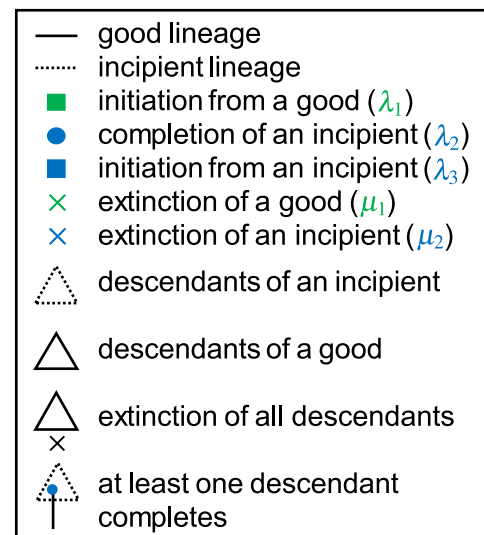 good lineage
incipient lineage
initiation from a good (λ1)
completion of an incipient (λ2)
initiation from an incipient (λ3)
extinction of a good (μ1)
extinction of an incipient (μ2)
descendants of an incipient
descendants of a good
extinction of all descendants
at least one descendant
completes